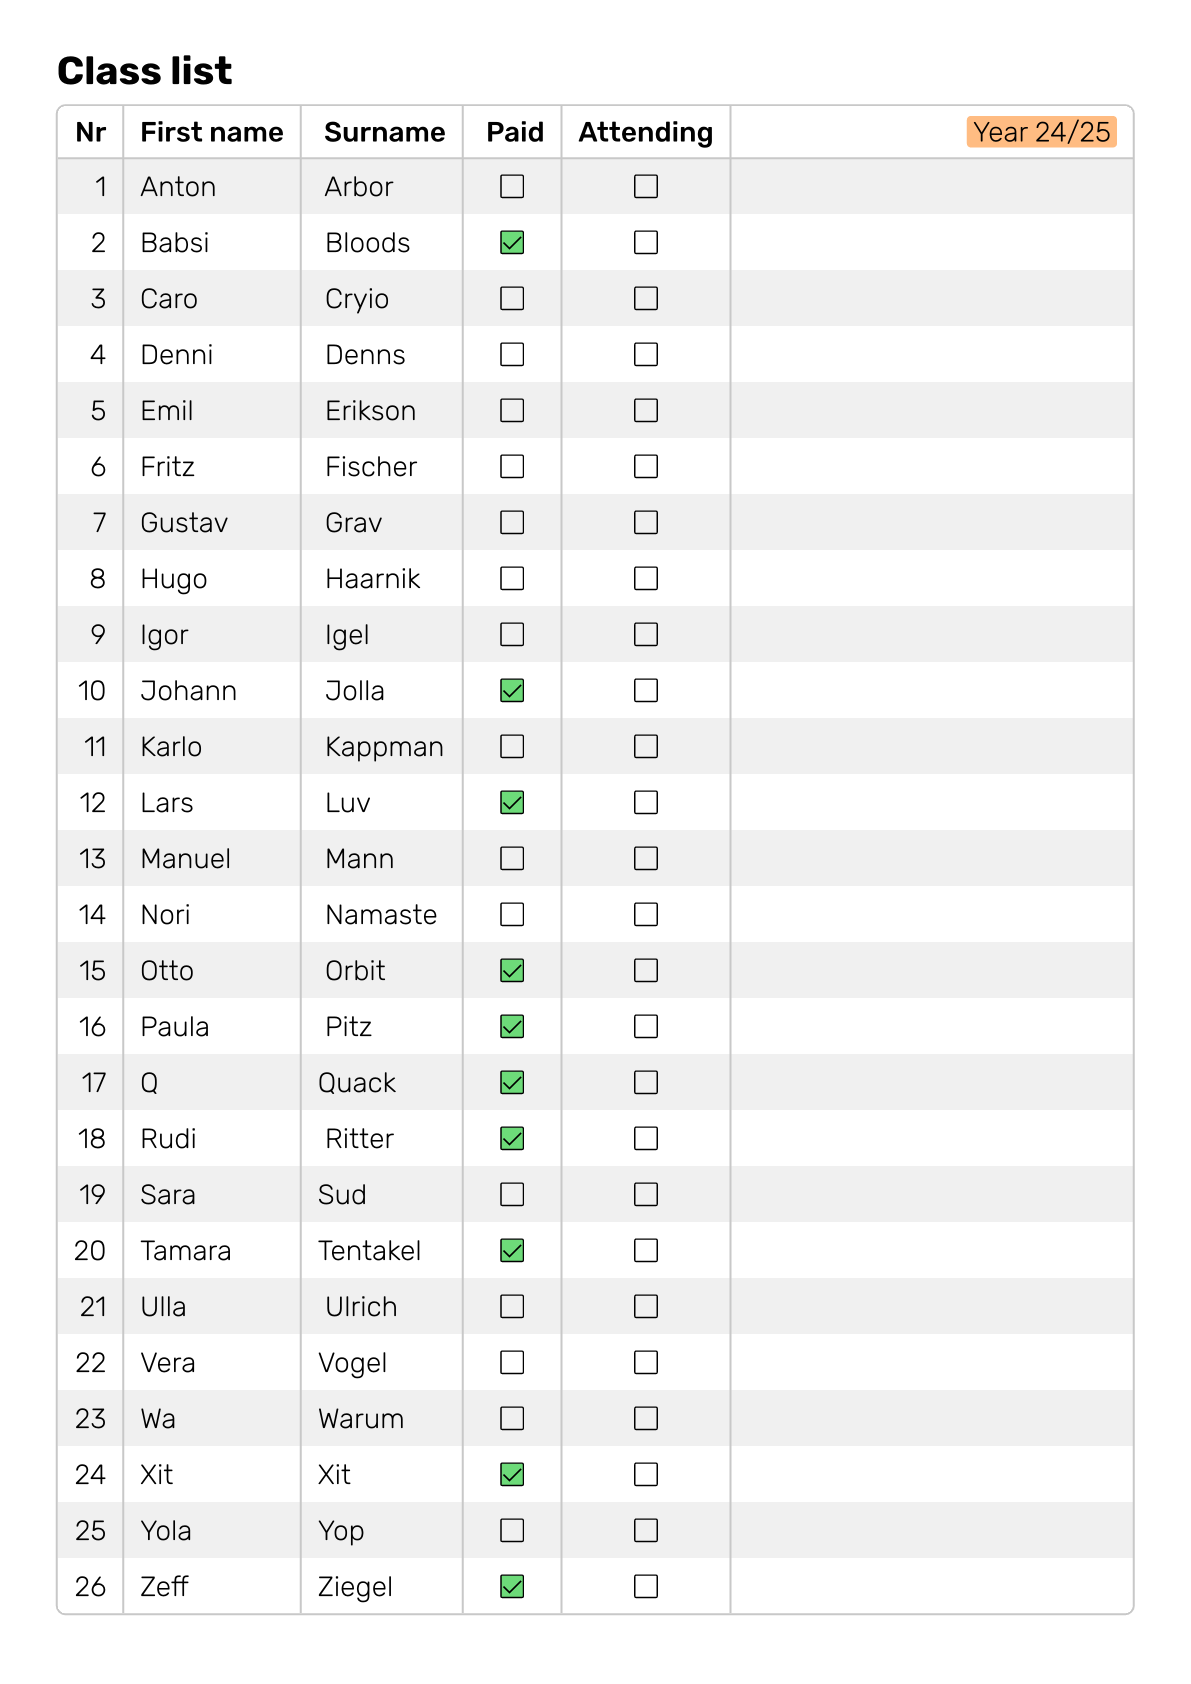 Class list
Nr First name Surname Paid Attending Year 24/25
1 Anton Arbor
2 Babsi Bloods
3 Caro Cryio
4 Denni Denns
5 Emil Erikson
6 Fritz Fischer
7 Gustav Grav
8 Hugo Haarnik
9 Igor Igel
10 Johann Jolla
11 Karlo Kappman
12 Lars Luv
13 Manuel Mann
14 Nori Namaste
15 Otto Orbit
16 Paula Pitz
17 Q Quack
18 Rudi Ritter
19 Sara Sud
20 Tamara Tentakel
21 Ulla Ulrich
22 Vera Vogel
23 Wa Warum
24 Xit Xit
25 Yola Yop
26 Zeff Ziegel